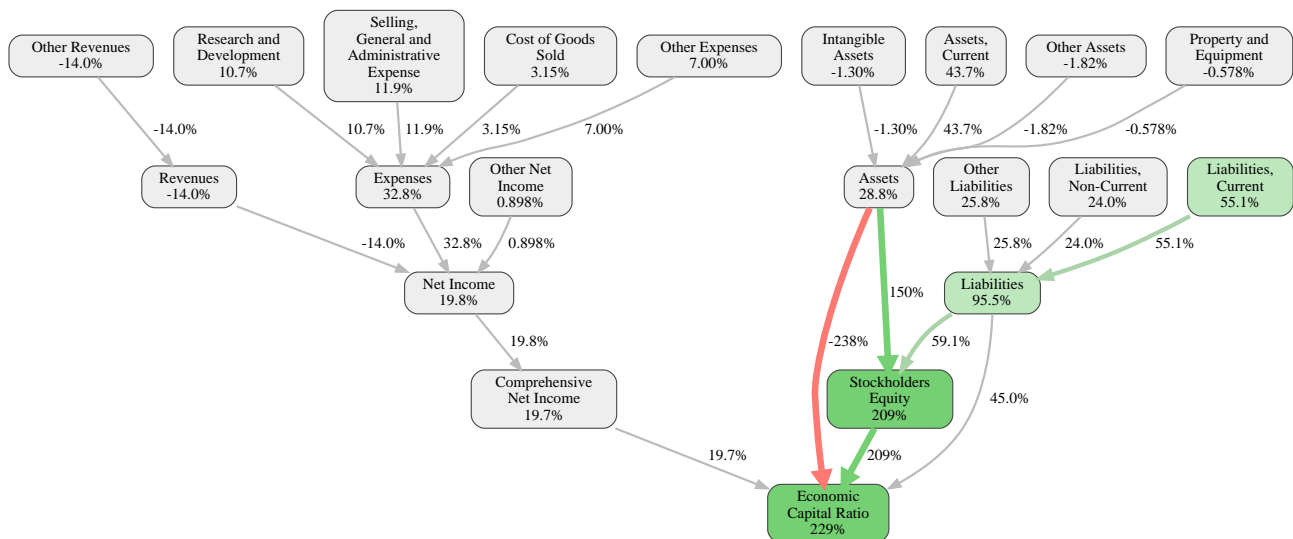 Other Revenues
-14.0%
Research and
Development
10.7%
Selling,
General and
Administrative
Expense
11.9%
Cost of Goods
Sold
3.15%
Other Expenses
7.00%
Intangible
Assets
-1.30%
Assets,
Current
43.7%
Other Assets
-1.82%
Property and
Equipment
-0.578%
-14.0%
10.7%
11.9%
3.15%
7.00%
-1.30%
43.7%
-1.82%
-0.578%
Revenues
-14.0%
Expenses
32.8%
Other Net
Income
0.898%
Assets
28.8%
Other
Liabilities
25.8%
Liabilities,
Non-Current
24.0%
Liabilities,
Current
55.1%
-14.0%
32.8%
0.898%
25.8%
24.0%
55.1%
Net Income
19.8%
150%
Liabilities
95.5%
19.8%
-238%
59.1%
Comprehensive
Net Income
19.7%
Stockholders
Equity
209%
45.0%
19.7%
209%
Economic
Capital Ratio
229%